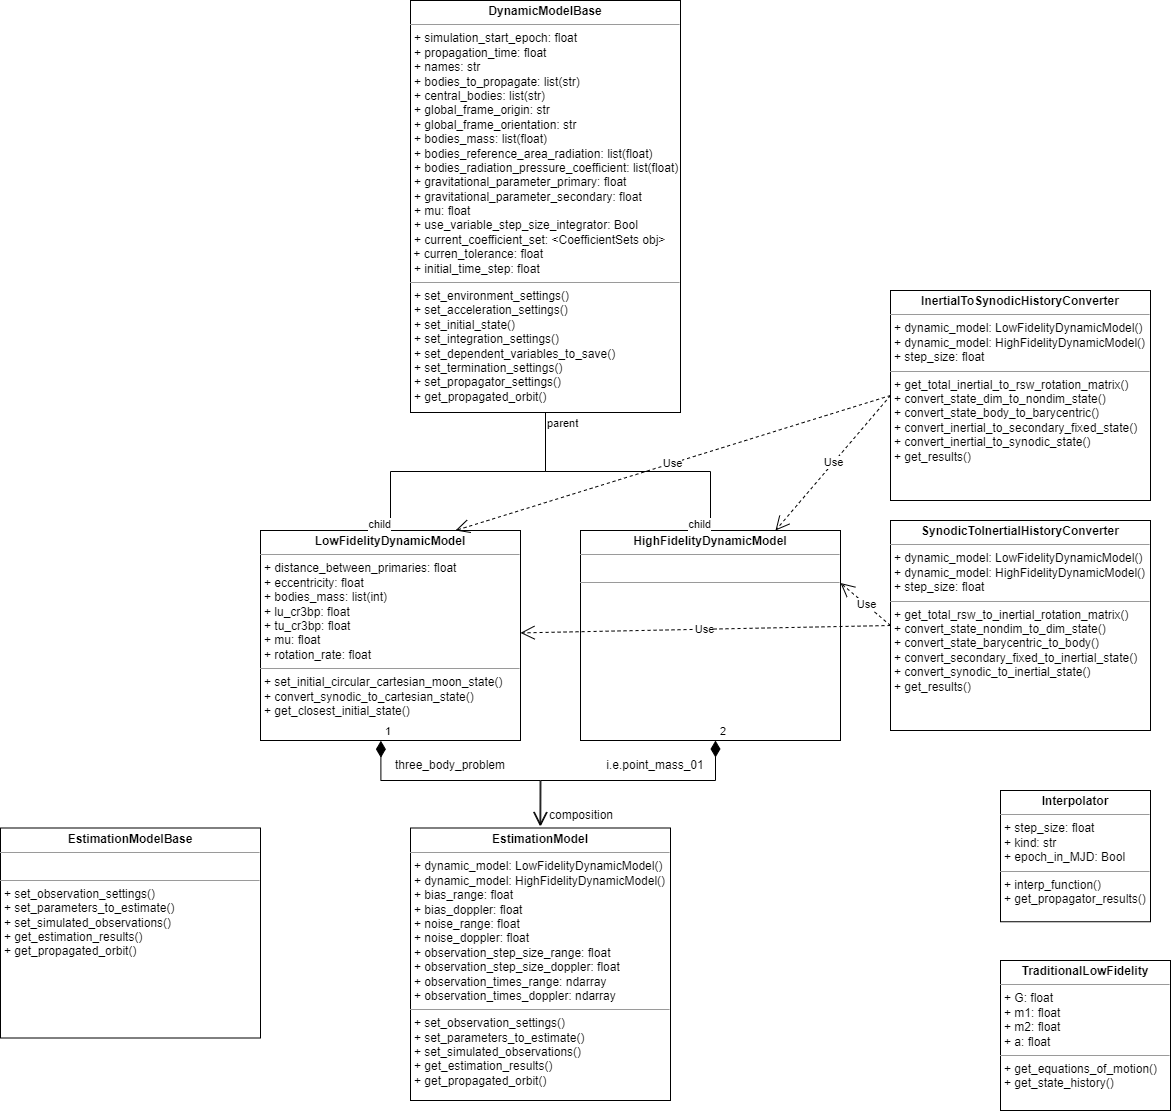 DynamicModelBase
+ simulation_start_epoch: float
+ propagation_time: float
+ names: str
+ bodies_to_propagate: list(str)
+ central_bodies: list(str)
+ global_frame_origin: str
+ global_frame_orientation: str
+ bodies_mass: list(float)
+ bodies_reference_area_radiation: list(float)
+ bodies_radiation_pressure_coefficient: list(float)
+ gravitational_parameter_primary: float
+ gravitational_parameter_secondary: float
+ mu: float
+ use_variable_step_size_integrator: Bool
+ current_coefficient_set: <CoefficientSets obj>
+ curren_tolerance: float
+ initial_time_step: float
+ set_environment_settings()
+ set_acceleration_settings()
+ set_initial_state()
+ set_integration_settings()
+ set_dependent_variables_to_save()
+ set_termination_settings()
+ set_propagator_settings()
+ get_propagated_orbit()
parent
child
child
Use
Use
InertialToSynodicHistoryConverter
+ dynamic_model: LowFidelityDynamicModel()
+ dynamic_model: HighFidelityDynamicModel()
+ step_size: float
+ get_total_inertial_to_rsw_rotation_matrix()
+ convert_state_dim_to_nondim_state()
+ convert_state_body_to_barycentric()
+ convert_inertial_to_secondary_fixed_state()
+ convert_inertial_to_synodic_state()
+ get_results()
LowFidelityDynamicModel
+ distance_between_primaries: float
+ eccentricity: float
+ bodies_mass: list(int)
+ lu_cr3bp: float
+ tu_cr3bp: float
+ mu: float
+ rotation_rate: float
+ set_initial_circular_cartesian_moon_state()
+ convert_synodic_to_cartesian_state()
+ get_closest_initial_state()
1
HighFidelityDynamicModel
2
Use
Use
SynodicToInertialHistoryConverter
+ dynamic_model: LowFidelityDynamicModel()
+ dynamic_model: HighFidelityDynamicModel()
+ step_size: float
+ get_total_rsw_to_inertial_rotation_matrix()
+ convert_state_nondim_to_dim_state()
+ convert_state_barycentric_to_body()
+ convert_secondary_fixed_to_inertial_state()
+ convert_synodic_to_inertial_state()
+ get_results()
three_body_problem
i.e.point_mass_01
composition
EstimationModelBase
+ set_observation_settings()
+ set_parameters_to_estimate()
+ set_simulated_observations()
+ get_estimation_results()
+ get_propagated_orbit()
EstimationModel
+ dynamic_model: LowFidelityDynamicModel()
+ dynamic_model: HighFidelityDynamicModel()
+ bias_range: float
+ bias_doppler: float
+ noise_range: float
+ noise_doppler: float
+ observation_step_size_range: float
+ observation_step_size_doppler: float
+ observation_times_range: ndarray
+ observation_times_doppler: ndarray
+ set_observation_settings()
+ set_parameters_to_estimate()
+ set_simulated_observations()
+ get_estimation_results()
+ get_propagated_orbit()
Interpolator
+ step_size: float
+ kind: str
+ epoch_in_MJD: Bool
+ interp_function()
+ get_propagator_results()
TraditionalLowFidelity
+ G: float
+ m1: float
+ m2: float
+ a: float
+ get_equations_of_motion()
+ get_state_history()